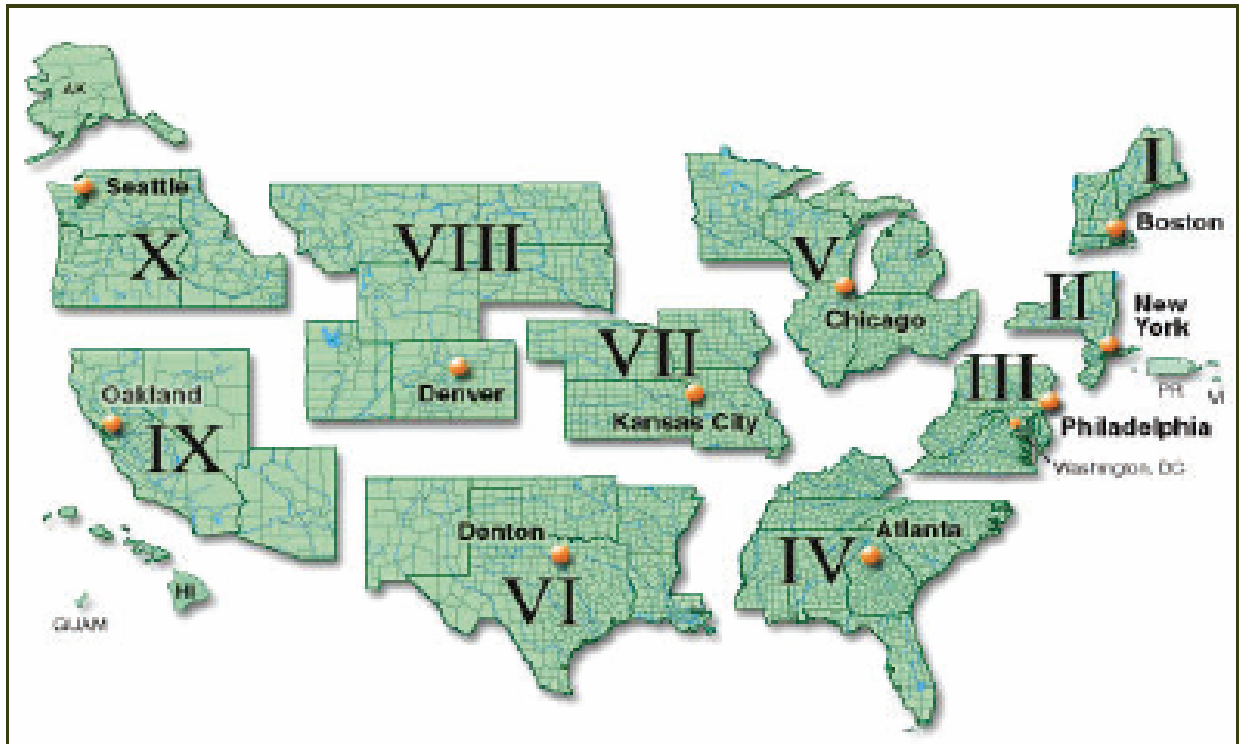 AK
Seattle
X
VIII
V
Chicago
I
Boston
II
New
York
PR
VI
III
Philadelphia
Washington, DC
VII
Kansas City
Denver
Oakland
IX
HI
GUAM
Denton
VI
Atlanta
IV